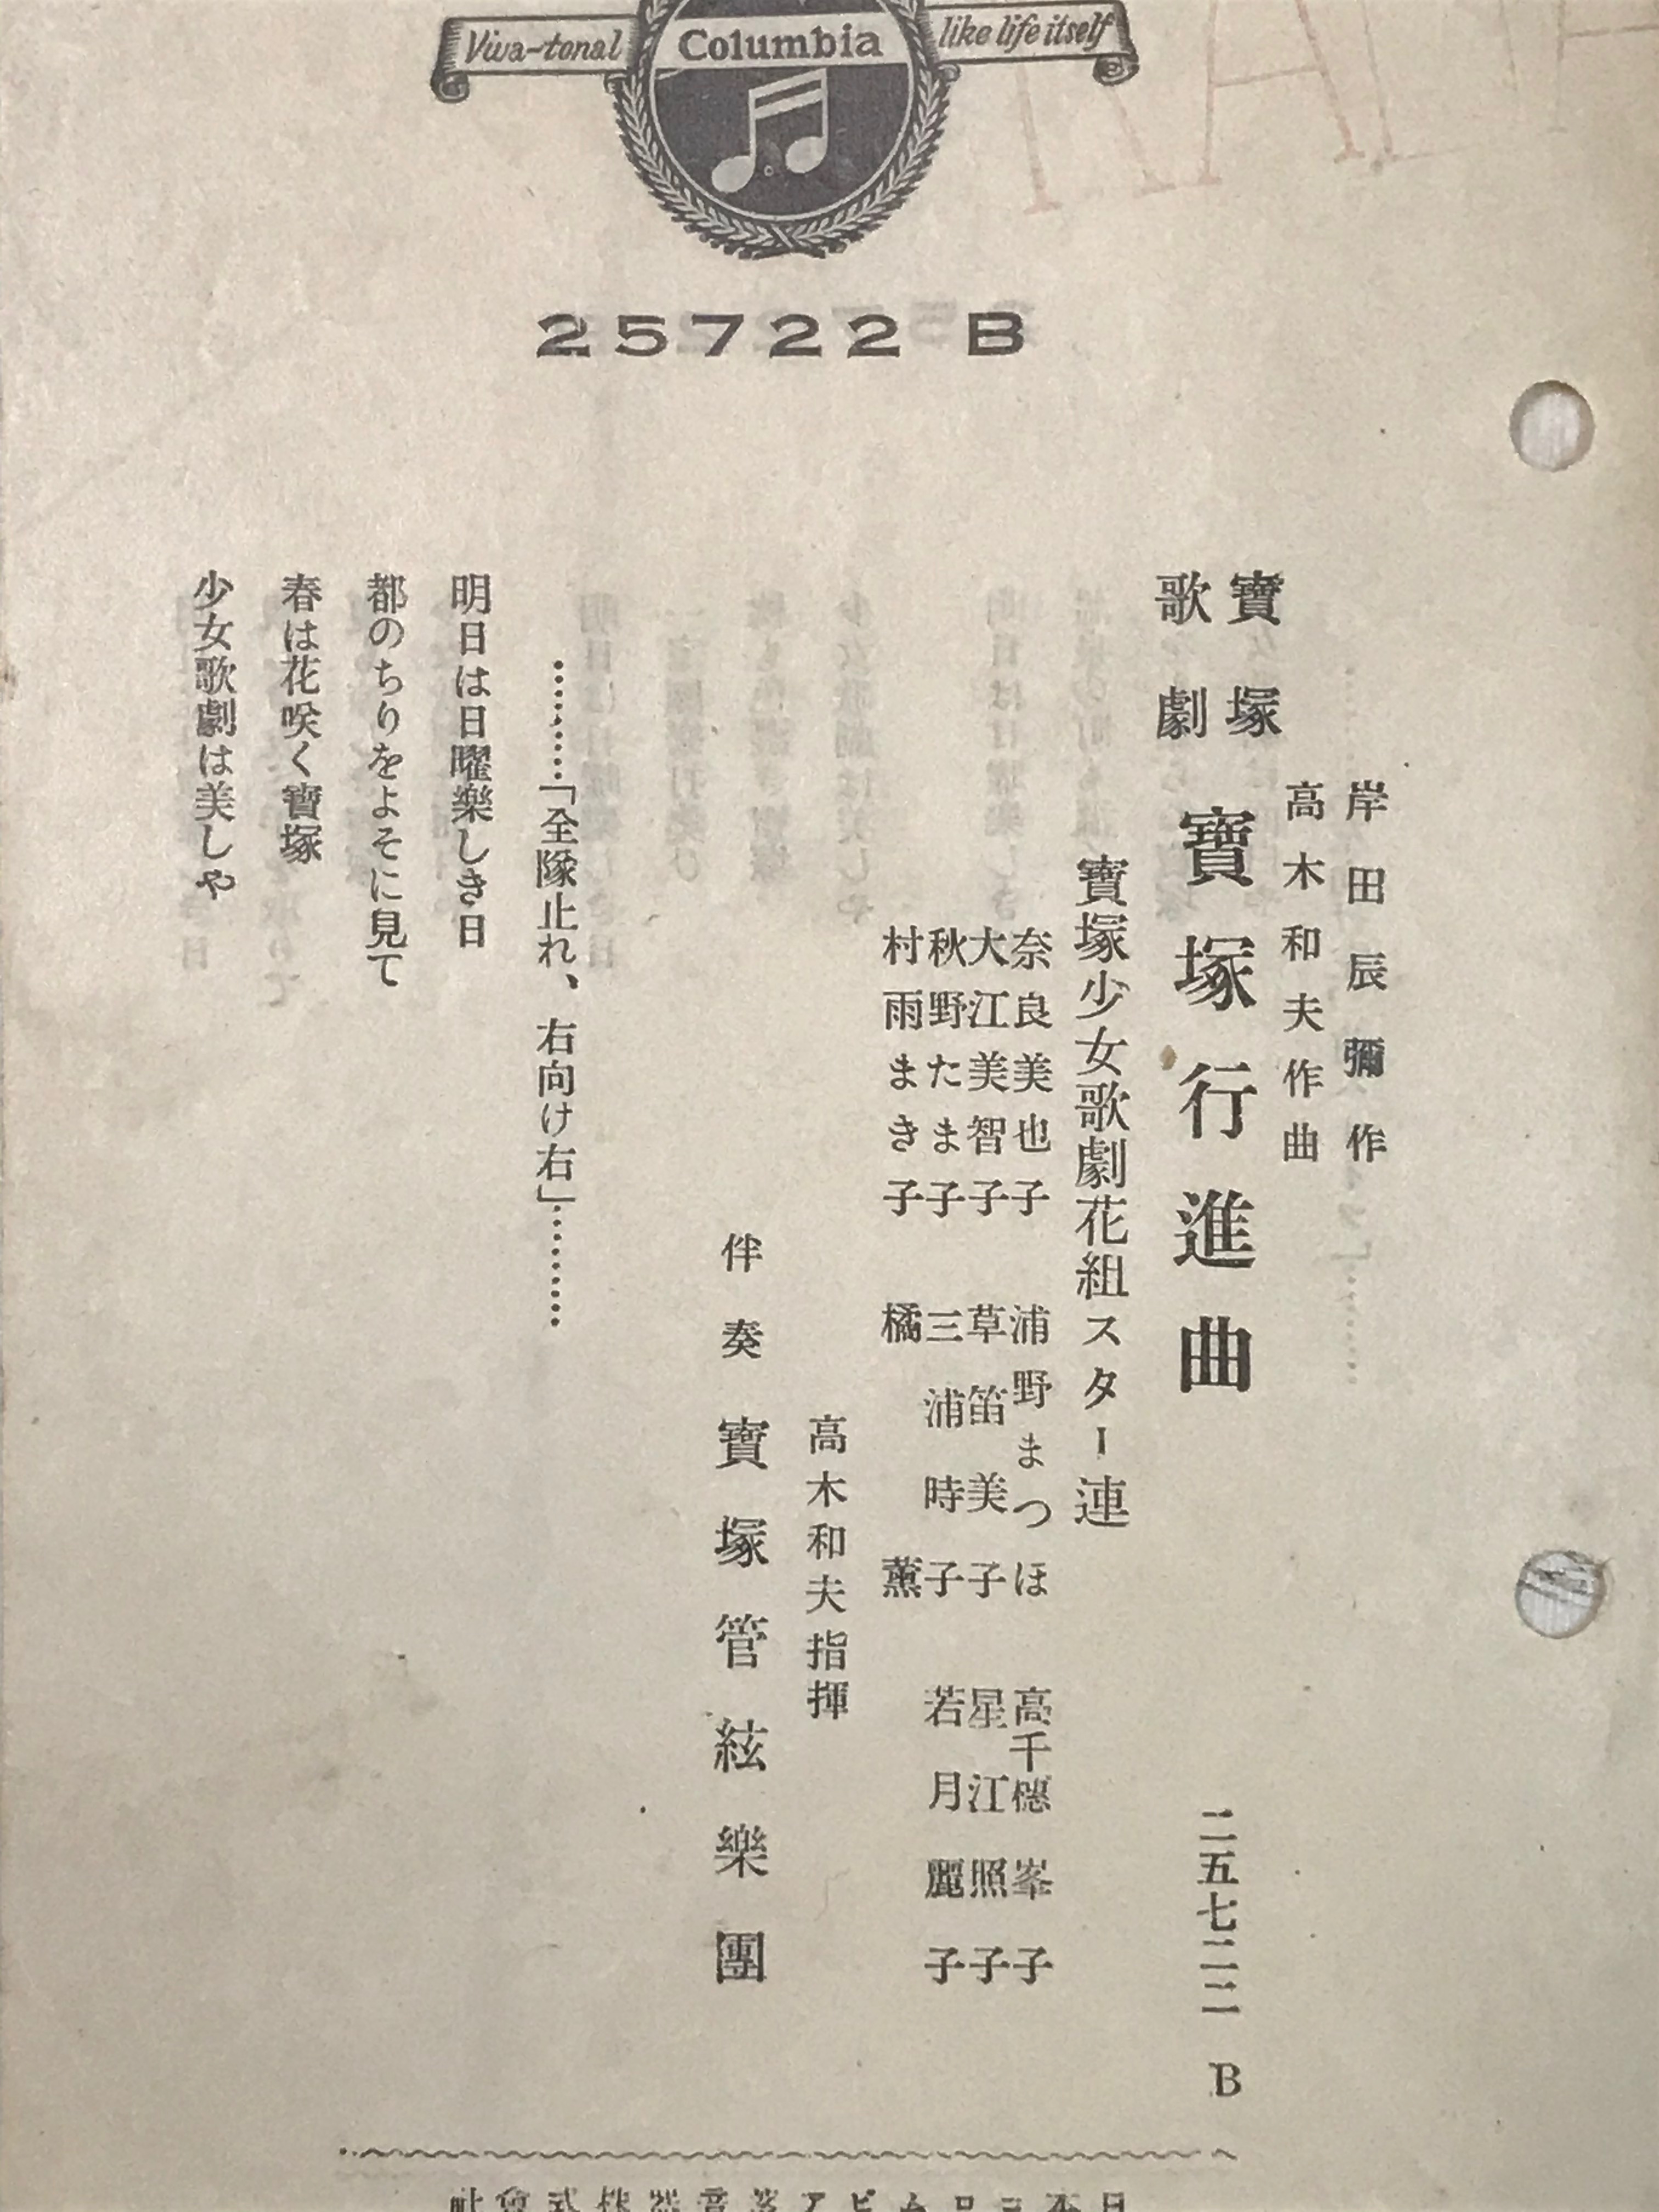 Viva-tonal Columbia like life itself
25722 B
岸田辰彌作
高木和夫作曲
寶塚歌劇
寶塚行進曲
二五七二二 B
寶塚少女歌劇花組スター連
奈良美也子 浦野まつほ 高千穗峯子
大江美智子 草笛美子 星江照子
秋野たま子 三浦時子 若月麗子
村雨まき子 橘薫
高木和夫指揮
伴奏 寶塚管絃樂團
………「全隊止れ、右向け右」………
明日は日曜樂しき日
都のちりをよそに見て
春は花咲く寶塚
少女歌劇は美しや